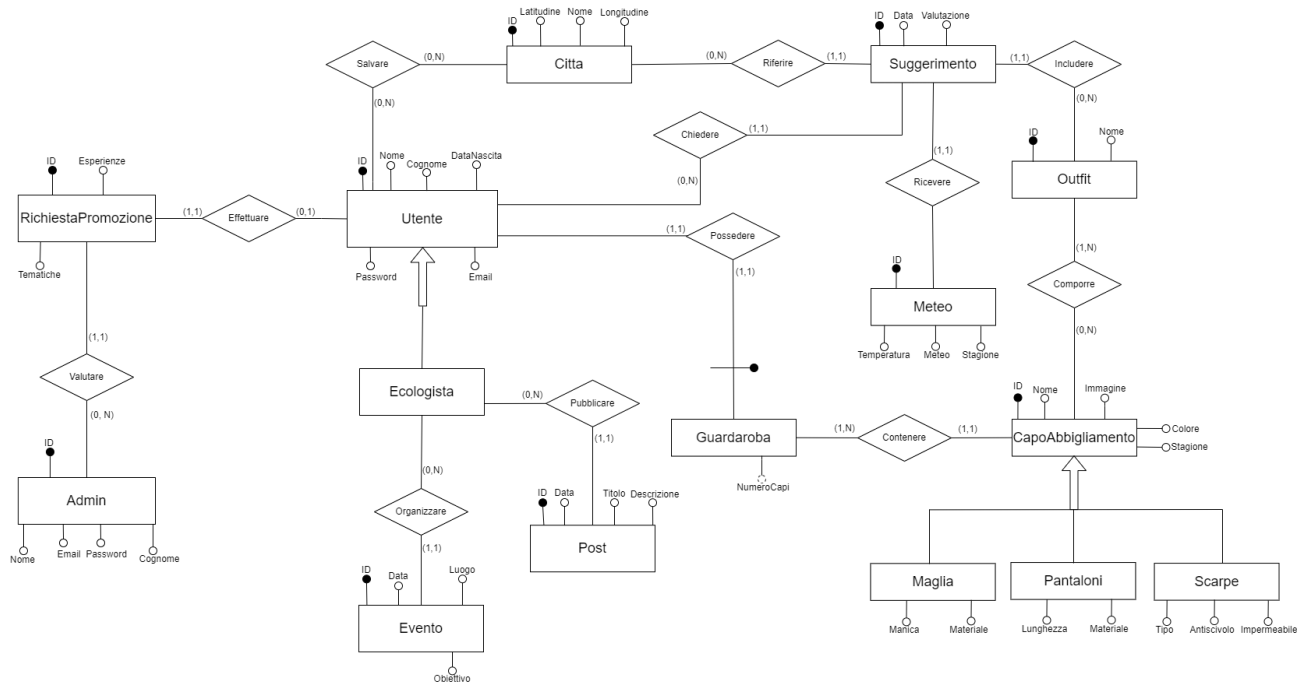 Latitudine
Nome
Longitudine
ID
Citta
ID
Data
Valutazione
Suggerimento
Salvare
(0,N)
(0,N)
(0,N)
Riferire
(1,1)
(1,1)
Includere
(0,N)
Chiedere
(1,1)
(0,N)
(1,1)
Ricevere
(1,1)
ID
Nome
Outfit
ID
Esperienze
RichiestaPromozione
Tematiche
(1,1)
Effettuare
(0,1)
ID
Nome
Cognome
DataNascita
Utente
Password
Email
(1,1)
Possedere
(1,1)
(1,N)
Comporre
(0,N)
ID
Meteo
Temperatura
Meteo
Stagione
(1,1)
Valutare
(0, N)
ID
Admin
Nome
Email
Password
Cognome
Ecologista
(0,N)
Pubblicare
(1,1)
(0,N)
Organizzare
(1,1)
ID
Data
Titolo
Descrizione
Post
ID
Data
Luogo
Evento
Obiettivo
Guardaroba
NumeroCapi
(1,N)
Contenere
(1,1)
ID
Nome
Immagine
CapoAbbigliamento
Colore
Stagione
Maglia
Manica
Materiale
Pantaloni
Lunghezza
Materiale
Scarpe
Tipo
Antiscivolo
Impermeabile